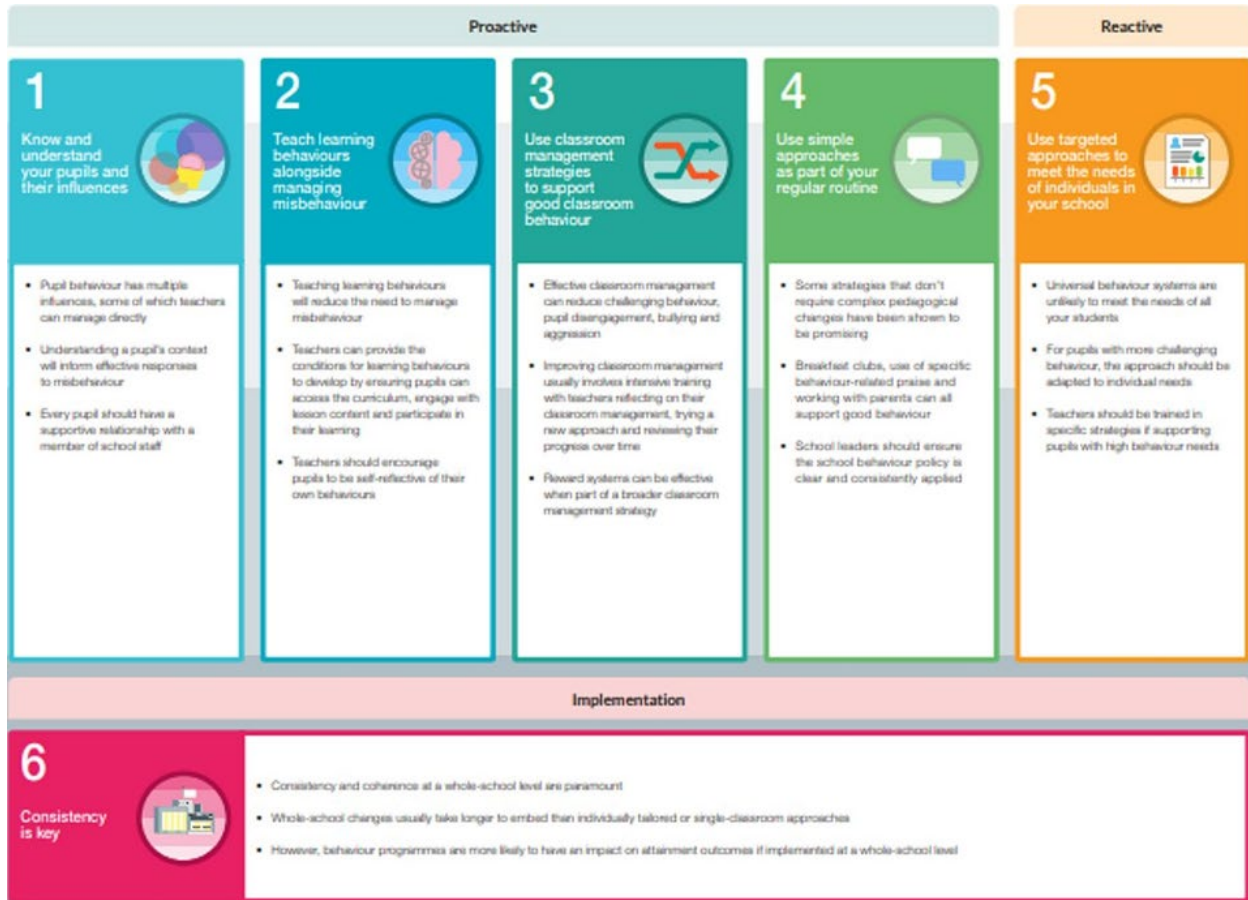 Proactive
Reactive
1
Know and
understand
your pupils and
their influences
• Pupil behaviour has multiple
influences, some of which teachers
can manage directly
• Understanding a pupil's context
will inform effective responses
to misbehaviour
• Every pupil should have a
supportive relationship with a
member of school staff
2
Teach learning
behaviours
alongside
managing
misbehaviour
• Teaching learning behaviours
will reduce the need to manage
misbehaviour
• Teachers can provide the
conditions for learning behaviours
to develop by ensuring pupils can
access the curriculum, engage with
lesson content and participate in
their learning
• Teachers should encourage
pupils to be self-reflective of their
own behaviours
3
Use classroom
management
strategies
to support
good classroom
behaviour
• Effective classroom management
can reduce challenging behaviour,
pupil disengagement, bullying and
aggression
• Improving classroom management
usually involves intensive training
with teachers reflecting on their
classroom management, trying a
new approach and reviewing their
progress over time
• Reward systems can be effective
when part of a broader classroom
management strategy
4
Use simple
approaches
as part of your
regular routine
• Some strategies that don't
require complex pedagogical
changes have been shown to
be promising
• Breakfast clubs, use of specific
behaviour-related praise and
working with parents can all
support good behaviour
• School leaders should ensure
the school behaviour policy is
clear and consistently applied
5
Use targeted
approaches to
meet the needs
of individuals in
your school
• Universal behaviour systems are
unlikely to meet the needs of all
your students
• For pupils with more challenging
behaviour, the approach should be
adapted to individual needs
• Teachers should be trained in
specific strategies if supporting
pupils with high behaviour needs
Implementation
6
Consistency
is key
• Consistency and coherence at a whole-school level are paramount
• Whole-school changes usually take longer to embed than individually tailored or single-classroom approaches
• However, behaviour programmes are more likely to have an impact on attainment outcomes if implemented at a whole-school level